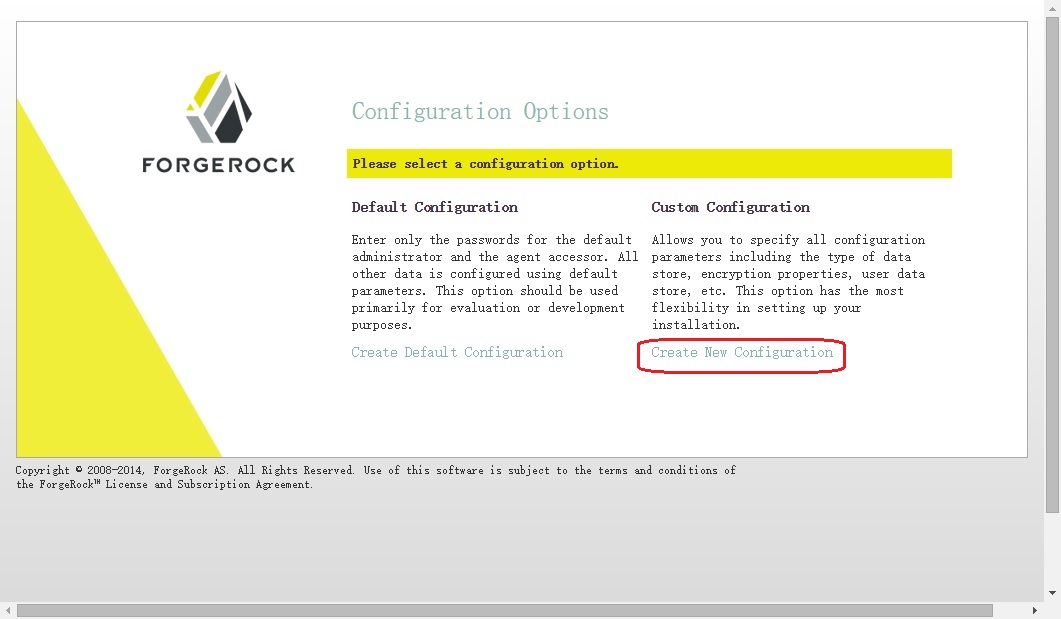 FORGEROCK
Configuration Options
Please select a configuration option.
Default Configuration
Enter only the passwords for the default
administrator and the agent accessor. All
other data is configured using default
parameters. This option should be used
primarily for evaluation or development
purposes.
Create Default Configuration
Custom Configuration
Allows you to specify all configuration
parameters including the type of data
store, encryption properties, user data
store, etc. This option has the most
flexibility in setting up your
installation.
Create New Configuration
Copyright © 2008-2014, ForgeRock AS. All Rights Reserved. Use of this software is subject to the terms and conditions of
the ForgeRock™ License and Subscription Agreement.